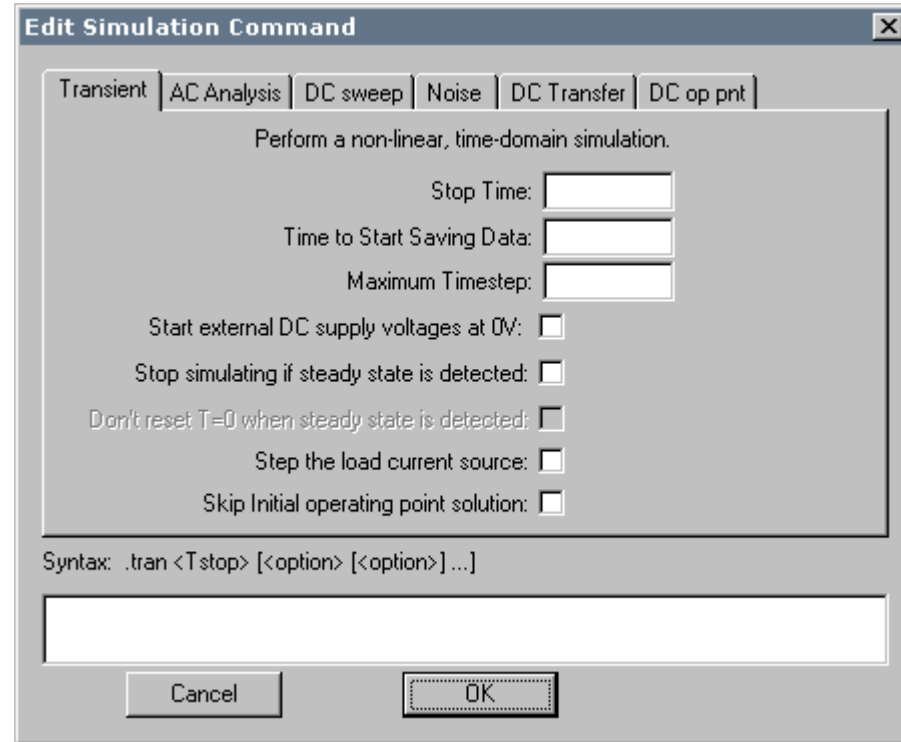 Edit Simulation Command
Transient AC Analysis DC sweep Noise DC Transfer DC op pnt
Perform a non-linear, time-domain simulation.
Stop Time:
Time to Start Saving Data:
Maximum Timestep:
Start external DC supply voltages at 0V:
Stop simulating if steady state is detected:
Don't reset T=0 when steady state is detected:
Step the load current source:
Skip Initial operating point solution:
Syntax: .tran <Tstop> [<option> [<option>] ...]
Cancel OK